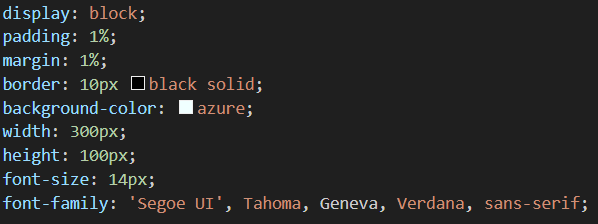 display: block;
padding: 1%;
margin: 1%;
border: 10px black solid;
background-color: azure;
width: 300px;
height: 100px;
font-size: 14px;
font-family: 'Segoe UI', Tahoma, Geneva, Verdana, sans-serif;